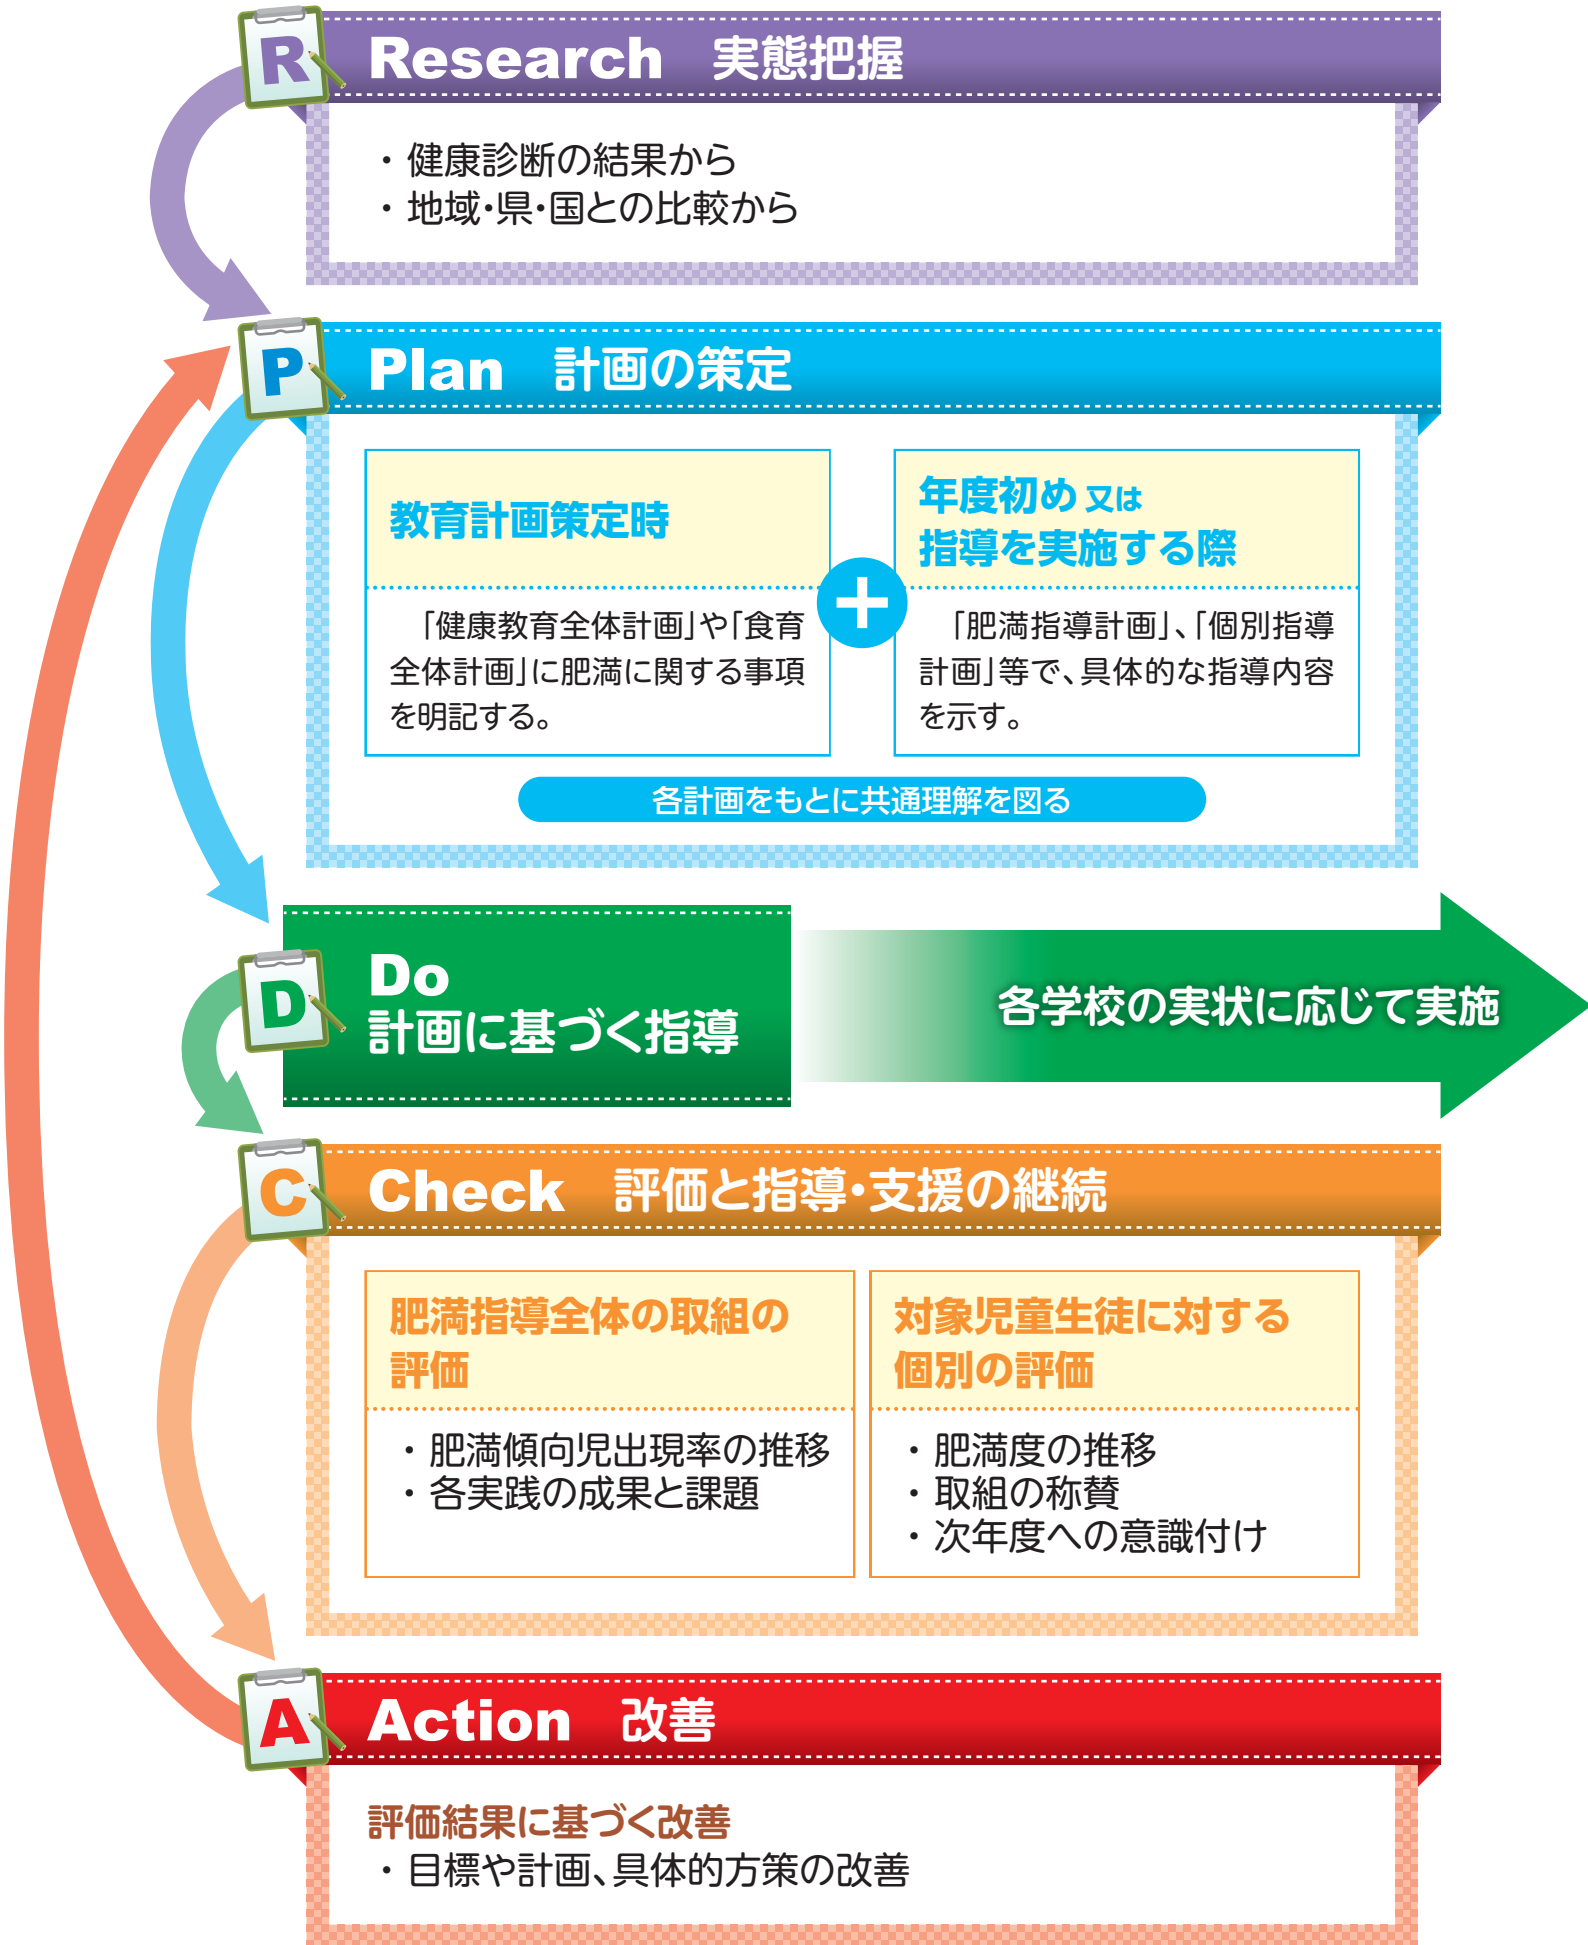 R
Research 実態把握
・健康診断の結果から
・地域・県・国との比較から
P
Plan 計画の策定
教育計画策定時
「健康教育全体計画」や「食育
全体計画」に肥満に関する事項
を明記する。
+
年度初め又は
指導を実施する際
「肥満指導計画」、「個別指導
計画」等で、具体的な指導内容
を示す。
各計画をもとに共通理解を図る
D
Do
計画に基づく指導
各学校の実状に応じて実施
C
Check 評価と指導・支援の継続
肥満指導全体の取組の
評価
・肥満傾向児出現率の推移
・各実践の成果と課題
対象児童生徒に対する
個別の評価
・肥満度の推移
・取組の称賛
・次年度への意識付け
A
Action 改善
評価結果に基づく改善
・目標や計画、具体的方策の改善